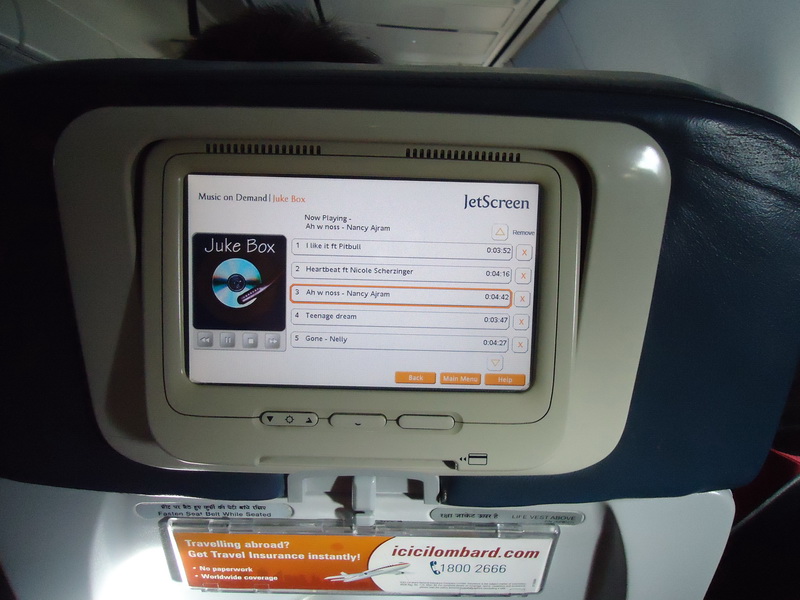 Music on Demand | Juke Box
JetScreen
Now Playing -
Ah w noss - Nancy Ajram
Remove
Juke Box
1 I like it ft Pitbull 0:03:52 X
2 Heartbeat ft Nicole Scherzinger 0:04:16 X
3 Ah w noss - Nancy Ajram 0:04:42 X
4 Teenage dream 0:03:47 X
5 Gone - Nelly 0:04:27 X
Back Main Menu Help
Fasten Seat Belt While Seated
LIFE VEST ABOVE
Travelling abroad?
Get Travel Insurance instantly!
• No paperwork
• Worldwide coverage
icicilombard.com
1800 2666